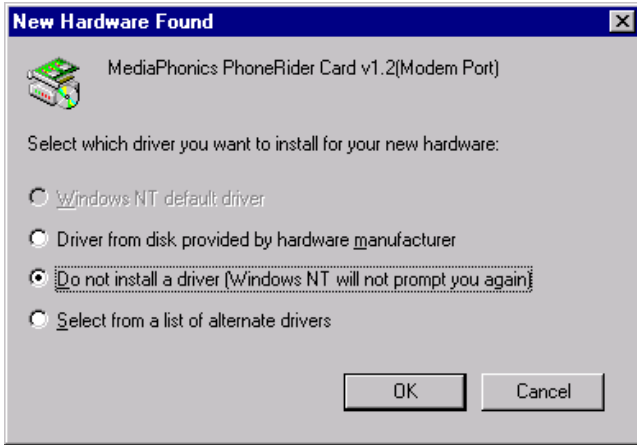 New Hardware Found
MediaPhonics PhoneRider Card v1.2(Modem Port)
Select which driver you want to install for your new hardware:
Windows NT default driver
Driver from disk provided by hardware manufacturer
Do not install a driver (Windows NT will not prompt you again)
Select from a list of alternate drivers
OK Cancel